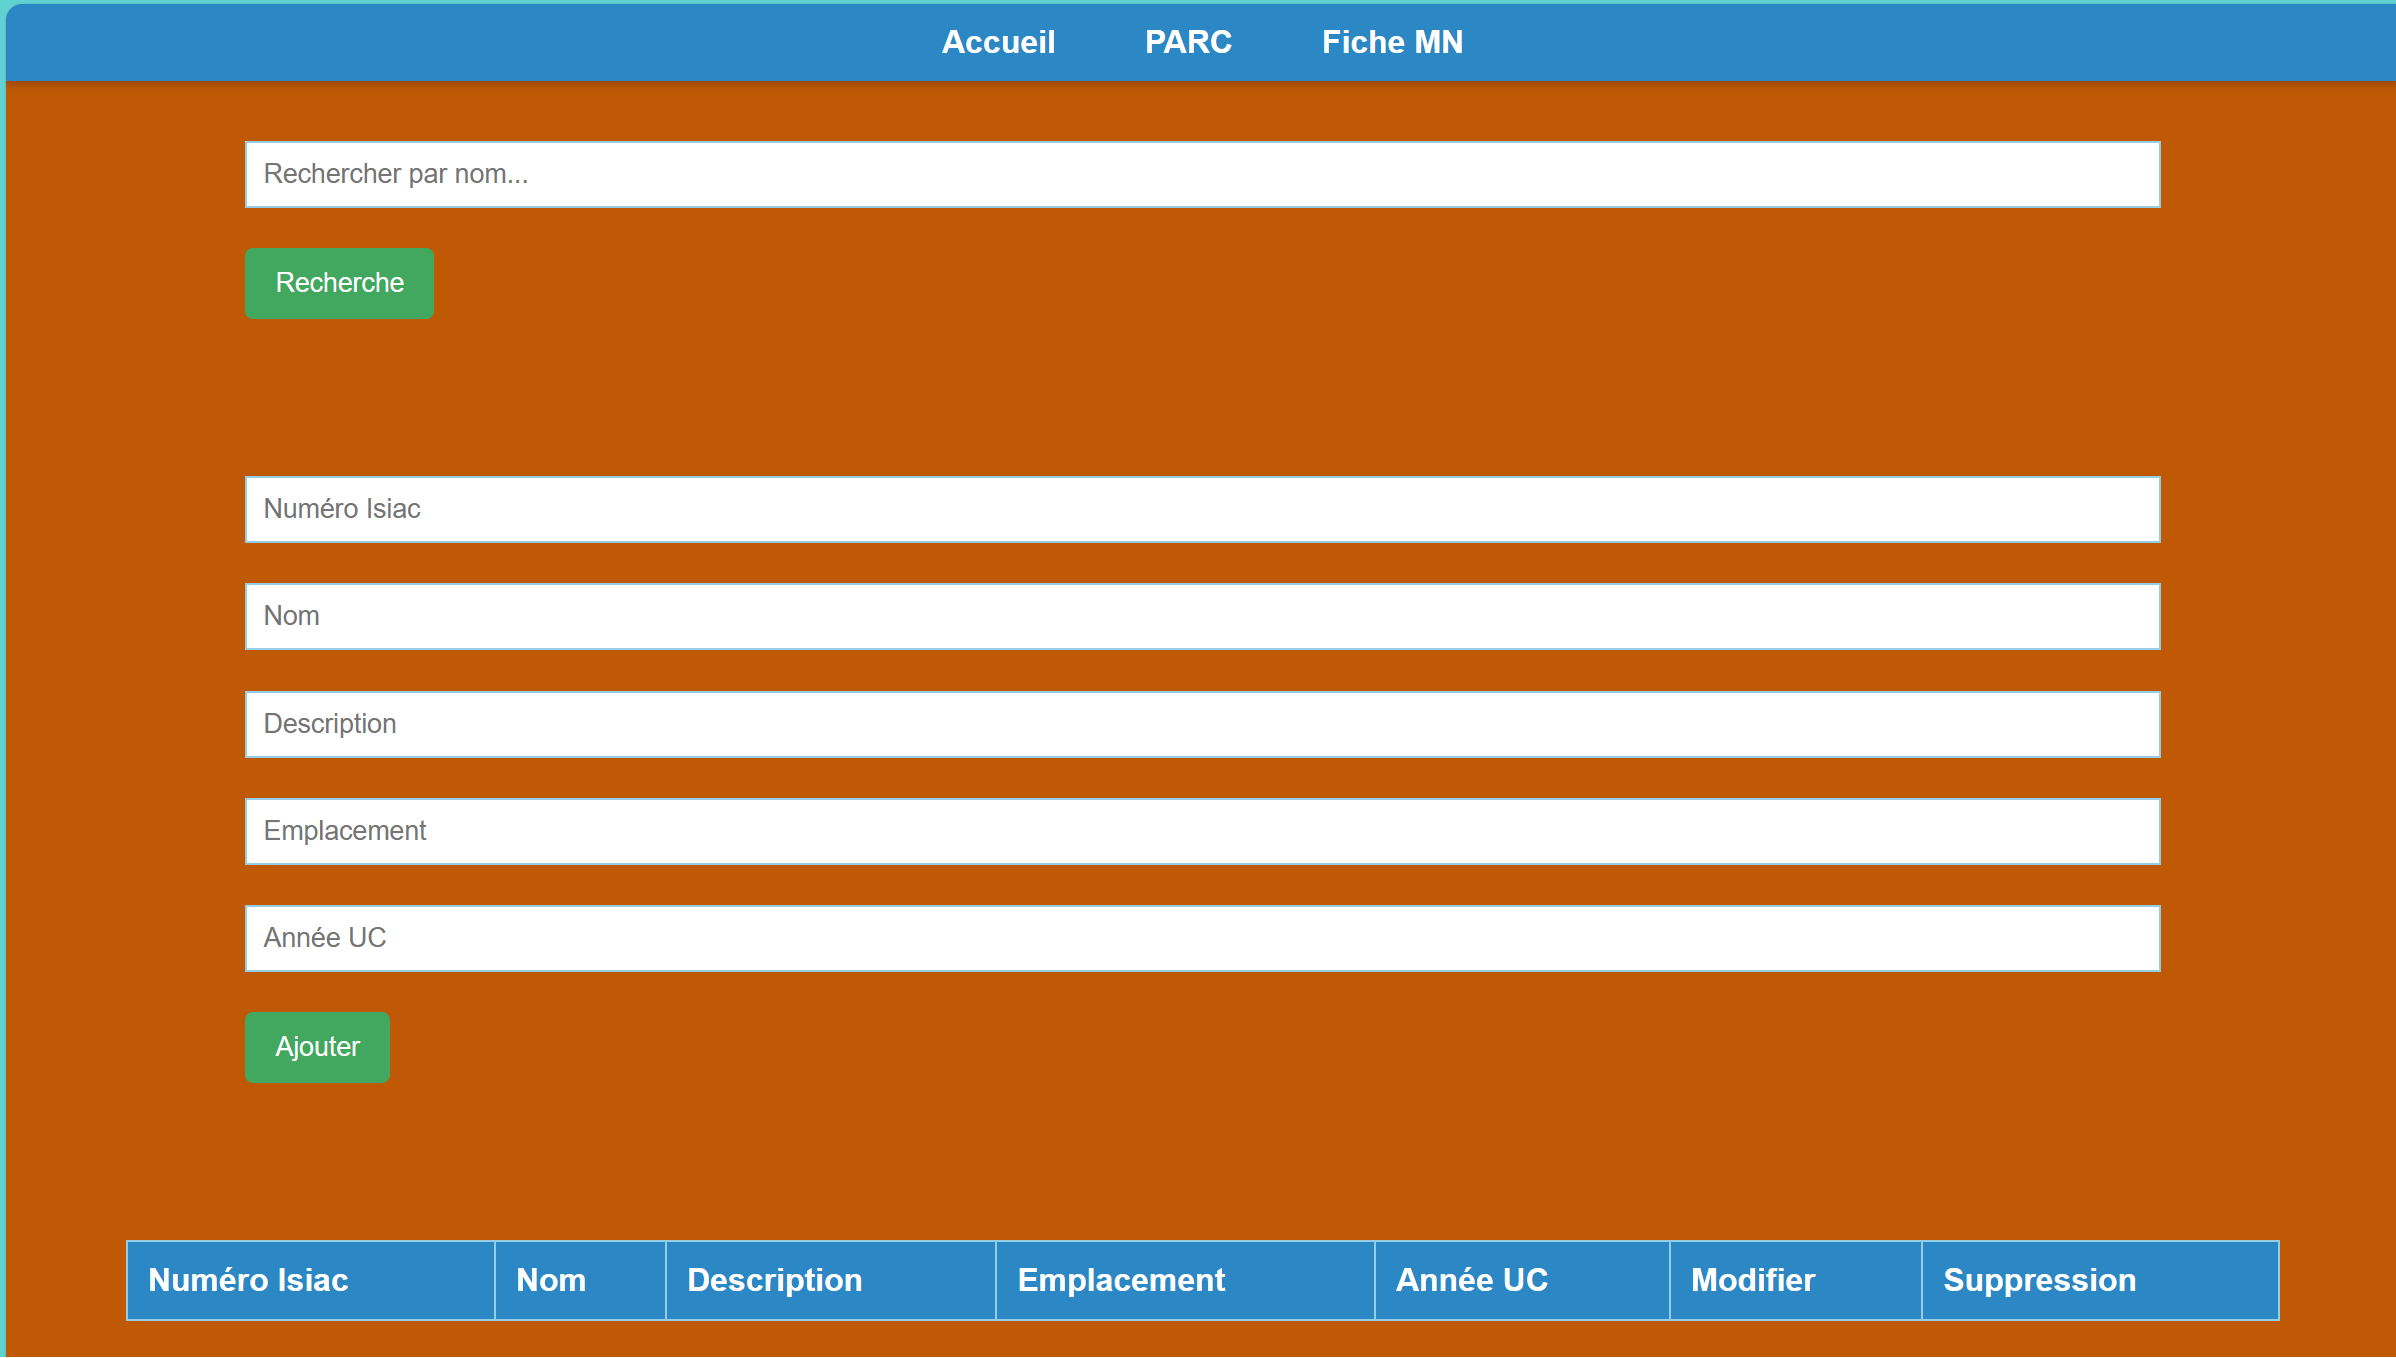 Accueil PARC Fiche MN
Rechercher par nom...
Recherche
Numéro Isiac
Nom
Description
Emplacement
Année UC
Ajouter
Numéro Isiac Nom Description Emplacement Année UC Modifier Suppression